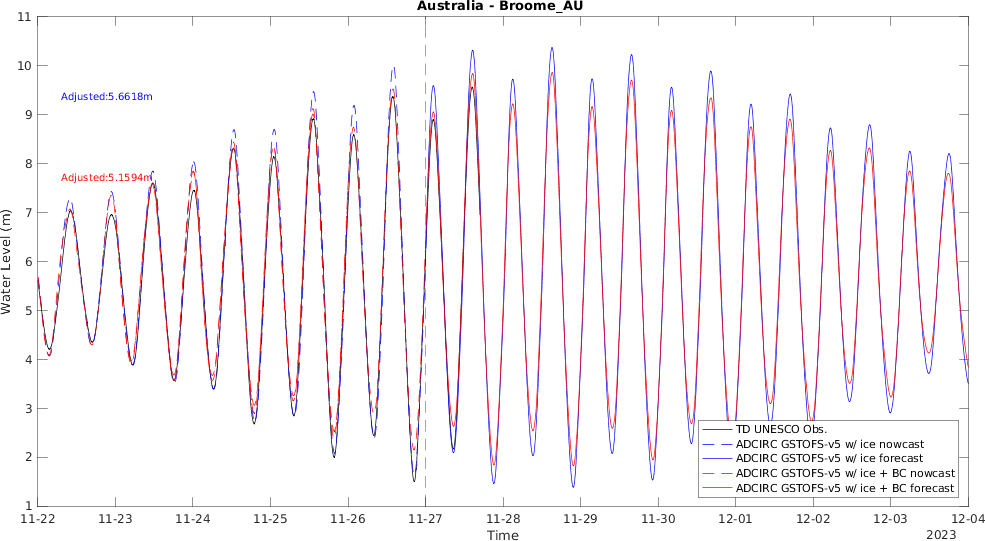 Australia - Broome_AU
11
10
9
8
7
6
5
4
3
2
1
Water Level (m)
Adjusted:5.6618m
Adjusted:5.1594m
TD UNESCO Obs.
ADCIRC GSTOFS-v5 w/ ice nowcast
ADCIRC GSTOFS-v5 w/ ice forecast
ADCIRC GSTOFS-v5 w/ ice + BC nowcast
ADCIRC GSTOFS-v5 w/ ice + BC forecast
11-22 11-23 11-24 11-25 11-26 11-27 11-28 11-29 11-30 12-01 12-02 12-03 12-04
Time
2023